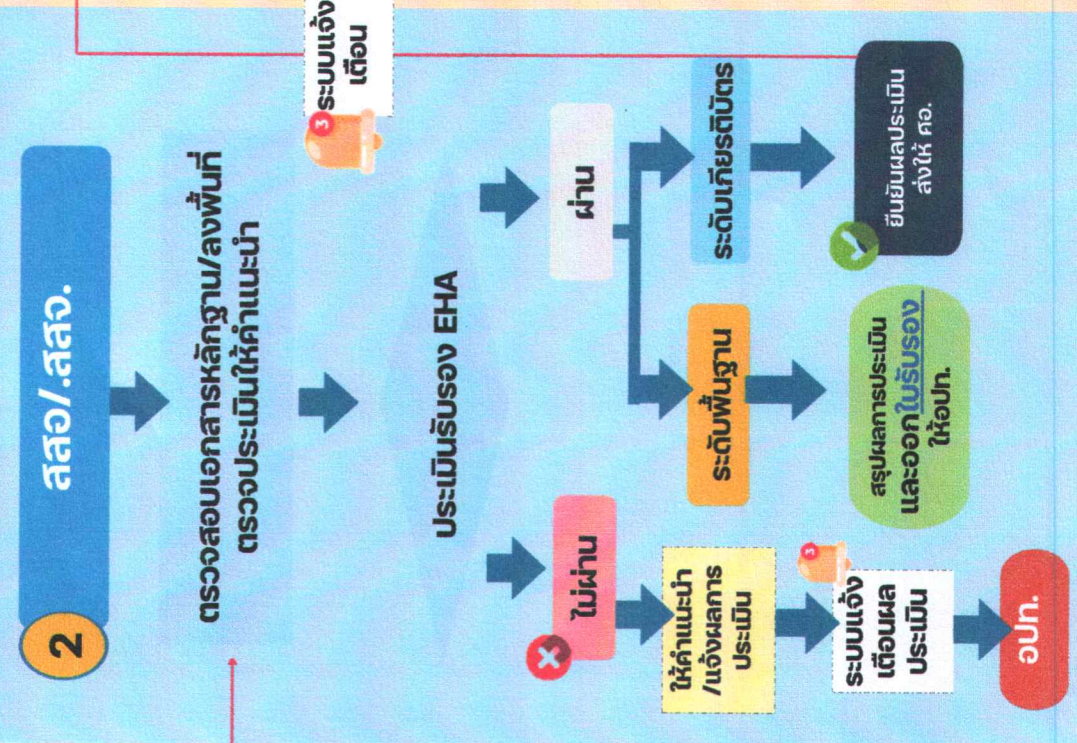 2
สสอ/.สสจ.
ตรวจสอบเอกสารหลักฐาน/ลงพื้นที่
ตรวจประเมินให้คำแนะนำ
3
ระบบแจ้ง
เตือน
ประเมินรับรอง EHA
ไม่ผ่าน
ให้คำแนะนำ
/แจ้งผลการ
ประเมิน
3
ระบบแจ้ง
เตือนผล
ประเมิน
อปท.
ผ่าน
ระดับพื้นฐาน
สรุปผลการประเมิน
และออกใบรับรอง
ให้อปท.
ระดับเกียรติบัตร
ยืนยันผลประเมิน
ส่งให้ ศอ.